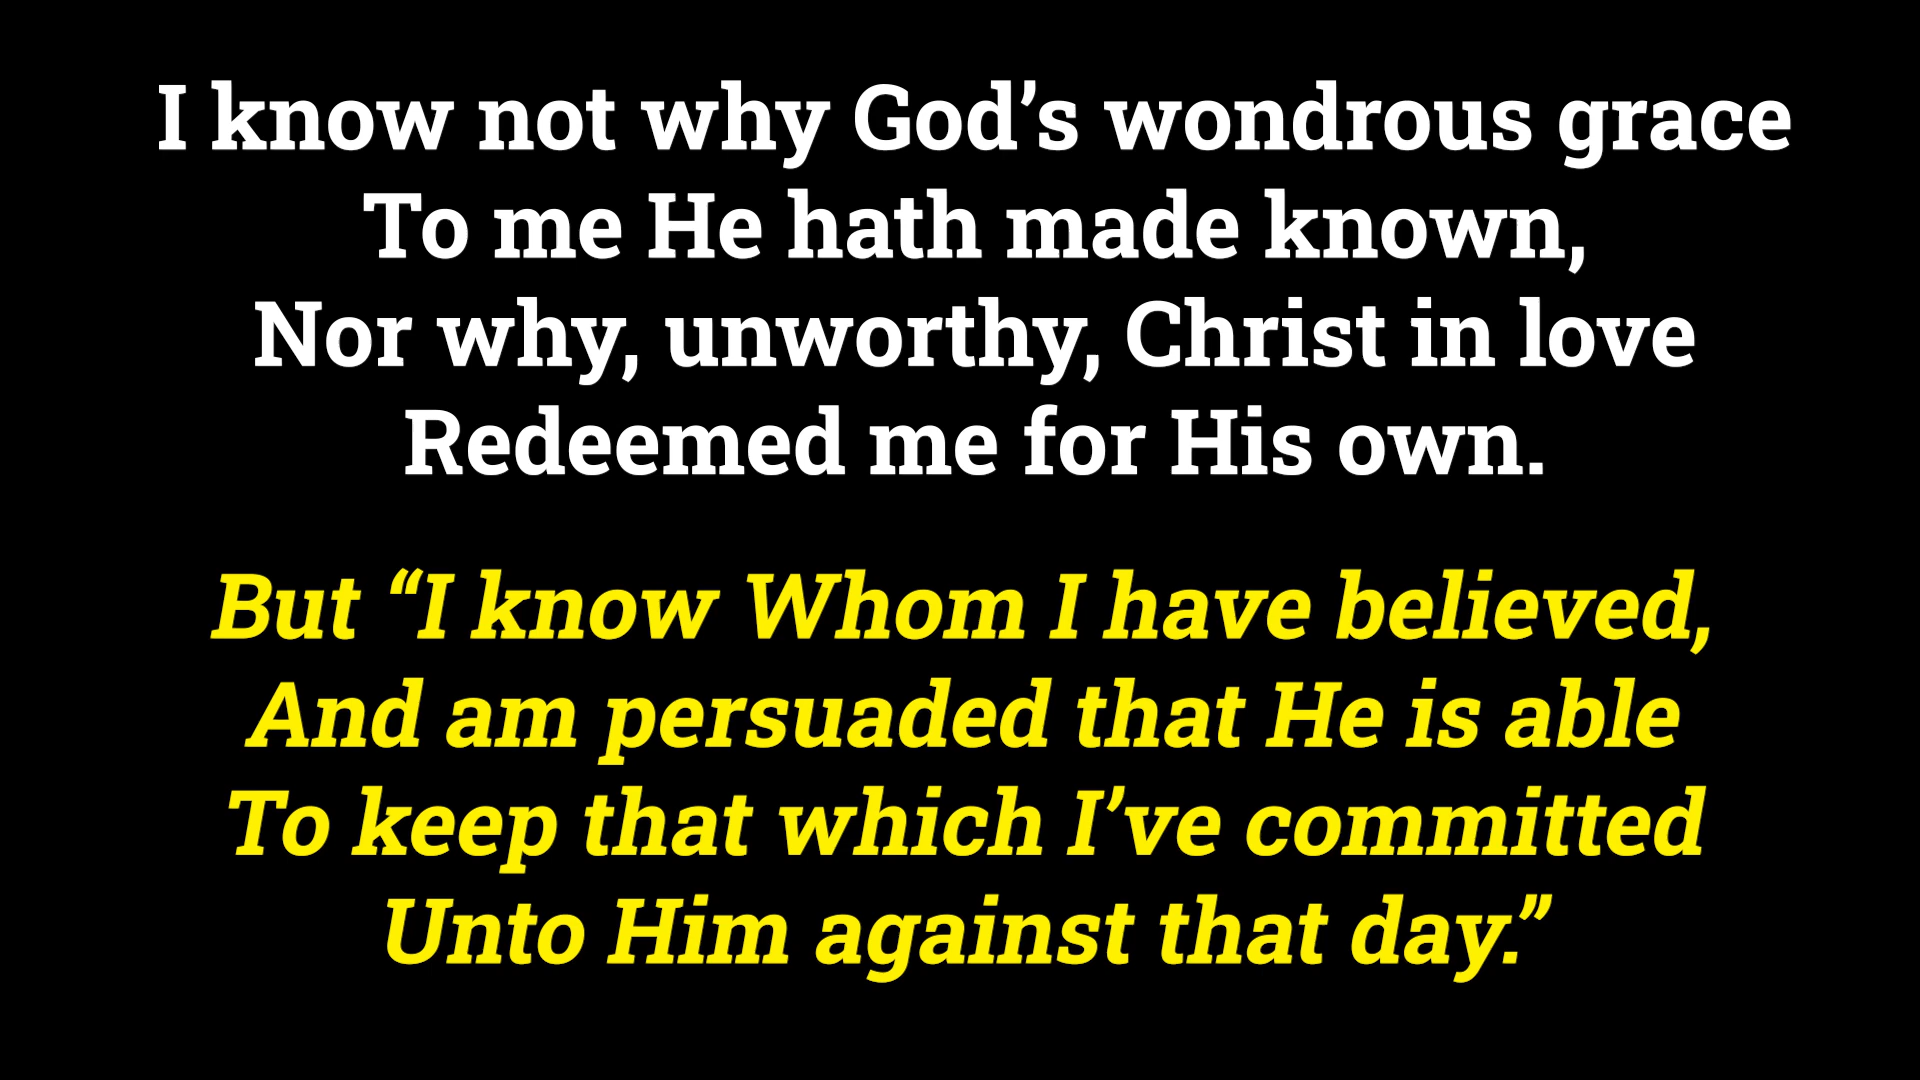 I know not why God’s wondrous grace
To me He hath made known,
Nor why, unworthy, Christ in love
Redeemed me for His own.
But “I know Whom I have believed,
And am persuaded that He is able
To keep that which I’ve committed
Unto Him against that day.”